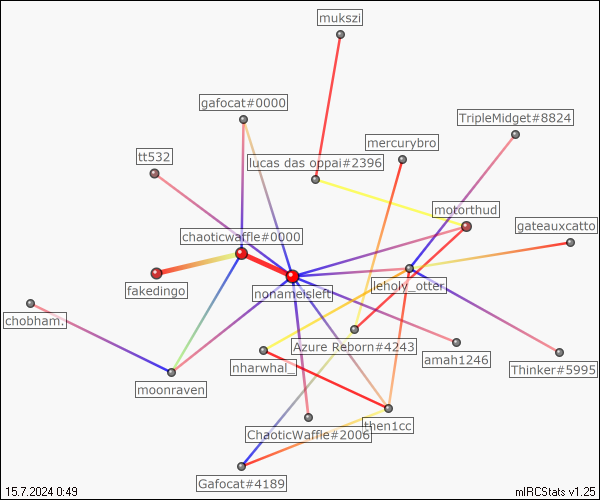 mukszi
gafocat#0000
TripleMidget#8824
mercurybro
tt532
lucas das oppai#2396
motorthud
gateauxcatto
chaoticwaffle#0000
leholy_otter
fakedingo
nonameisleft
chobham.
Azure Reborn#4243
nharwhal_
amah1246
Thinker#5995
moonraven
then1cc
ChaoticWaffle#2006
Gafocat#4189
15.7.2024 0:49
mIRCStats v1.25